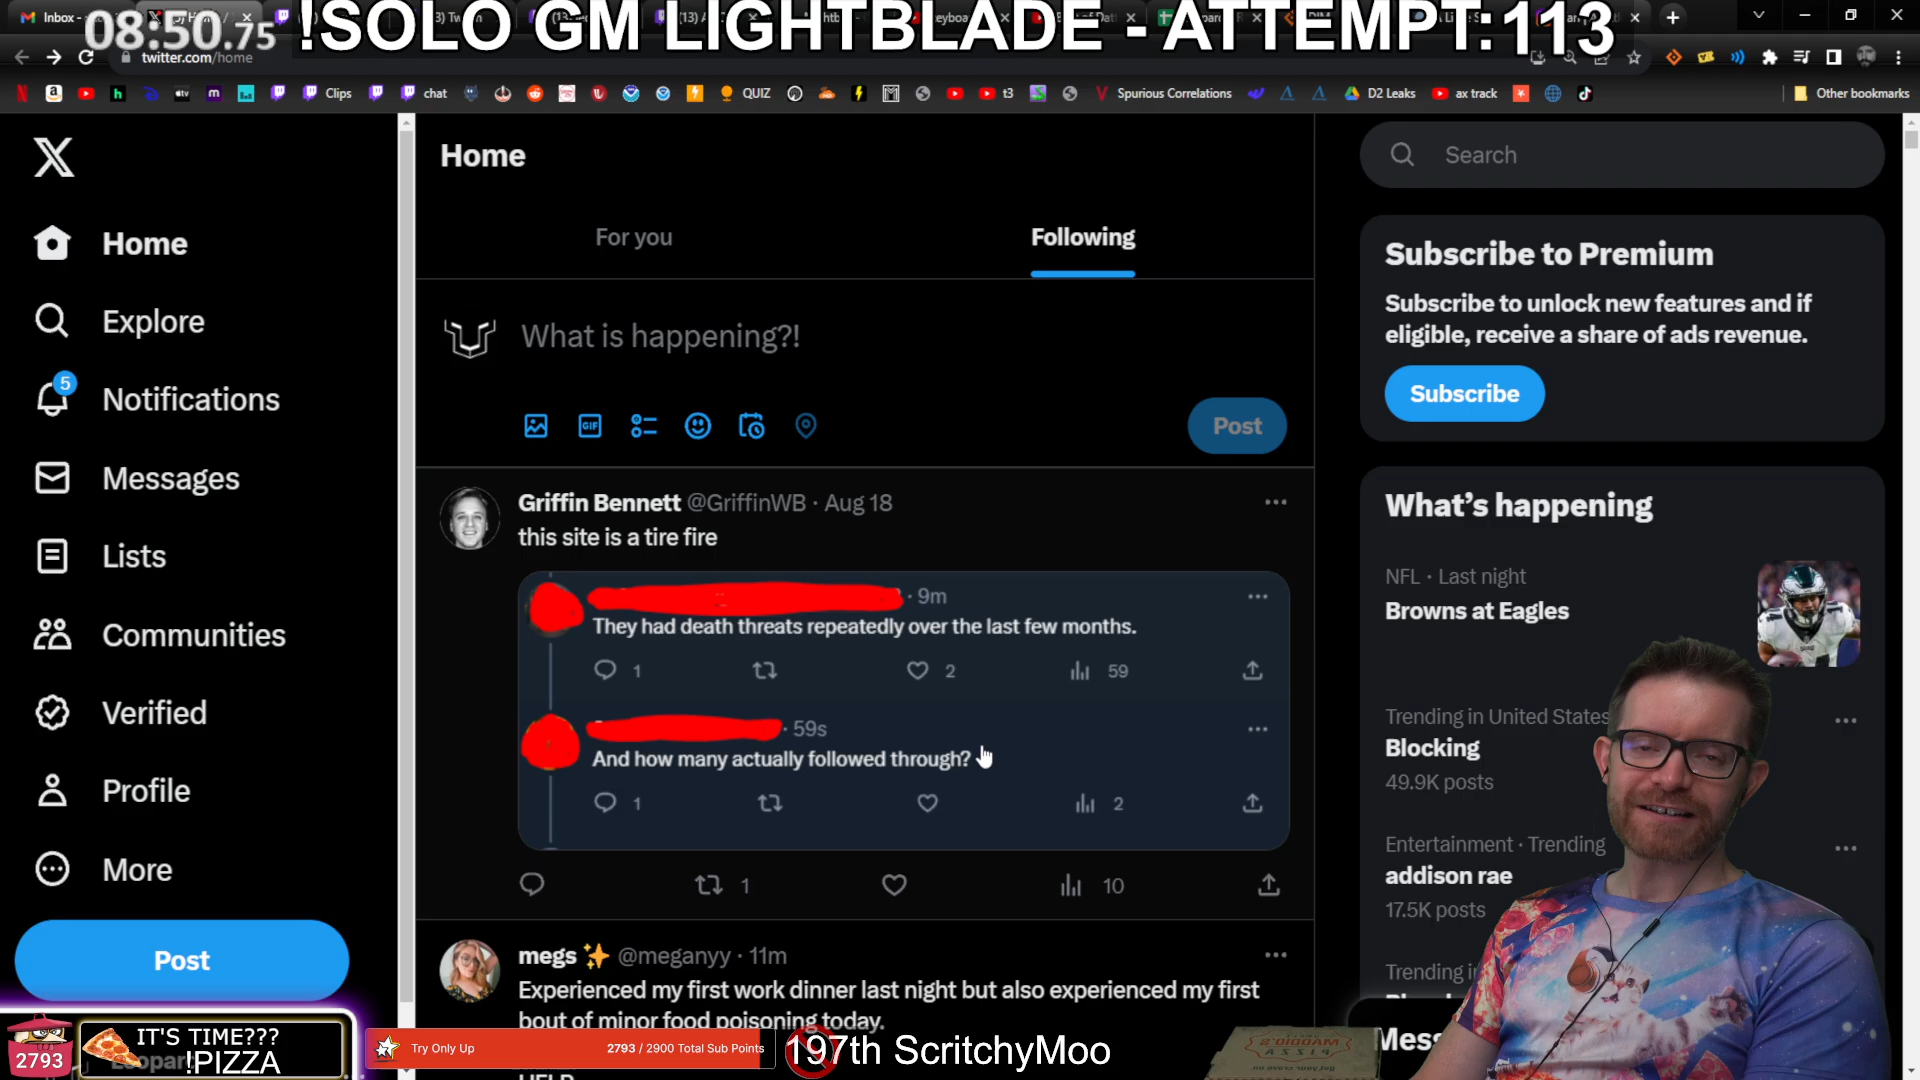 08:50.75 !SOLO GM LIGHTBLADE - ATTEMPT:113
Inbox
twitter.com/home
Clips
chat
QUIZ
t3
Spurious Correlations
D2 Leaks
ax track
Other bookmarks
Home
For you
Following
What is happening?!
GIF
Post
Home
Explore
5
Notifications
Messages
Lists
Communities
Verified
Profile
More
Post
Griffin Bennett @GriffinWB · Aug 18
this site is a tire fire
· 9m
They had death threats repeatedly over the last few months.
1 2 59
· 59s
And how many actually followed through?
1 2
1 10
megs ✨ @meganyy · 11m
Experienced my first work dinner last night but also experienced my first
bout of minor food poisoning today.
Search
Subscribe to Premium
Subscribe to unlock new features and if
eligible, receive a share of ads revenue.
Subscribe
What's happening
NFL · Last night
Browns at Eagles
Trending in United States
Blocking
49.9K posts
Entertainment · Trending
addison rae
17.5K posts
Trending
2793
IT'S TIME???
!PIZZA
Try Only Up
2793 / 2900 Total Sub Points
197th ScritchyMoo